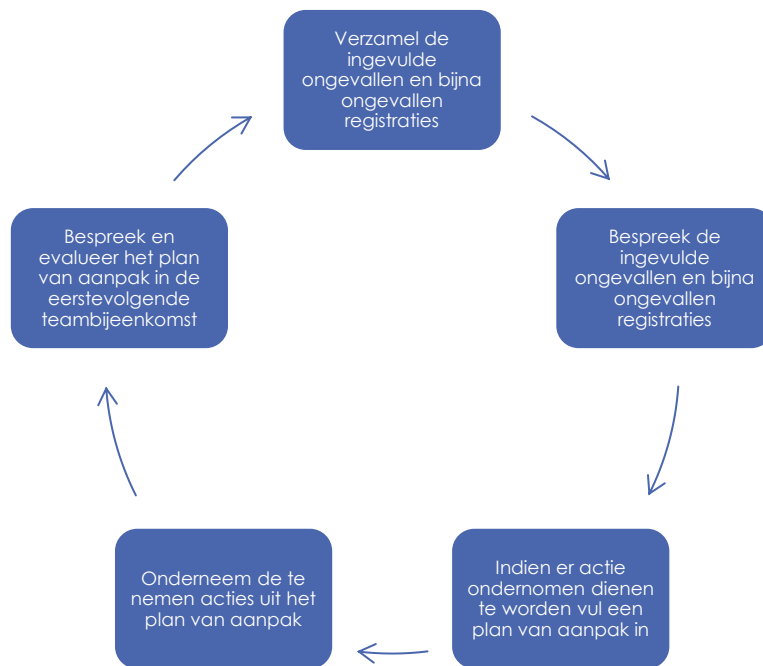 Verzamel de
ingevulde
ongevallen en bijna
ongevallen
registraties
Bespreek de
ingevulde
ongevallen en bijna
ongevallen
registraties
Indien er actie
ondernomen dienen
te worden vul een
plan van aanpak in
Onderneem de te
nemen acties uit het
plan van aanpak
Bespreek en
evalueer het plan
van aanpak in de
eerstevolgende
teambijeenkomst